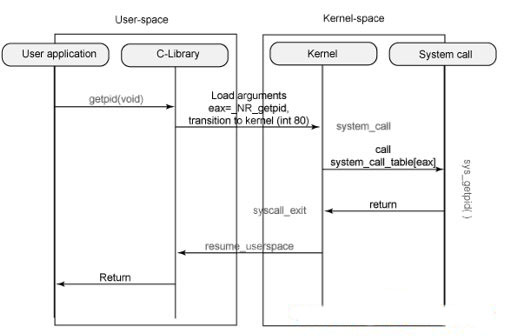 User-space
Kernel-space
User application
C-Library
Kernel
System call
getpid(void)
Load arguments
eax=_NR_getpid,
transition to kernel (int 80)
system_call
call
system_call_table[eax]
sys_getpid( )
return
syscall_exit
resume_userspace
Return